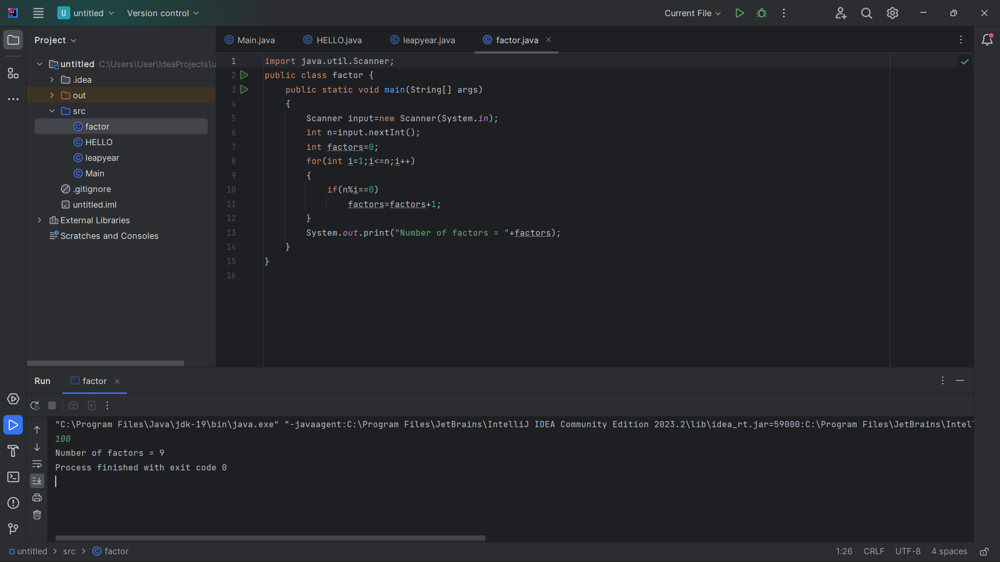 U untitled Version control Current File
Project
Main.java HELLO.java leapyear.java factor.java
untitled C:\Users\User\IdeaProjects\u
.idea
out
src
factor
HELLO
leapyear
Main
.gitignore
untitled.iml
External Libraries
Scratches and Consoles
1 import java.util.Scanner;
2 public class factor {
3 public static void main(String[] args)
4 {
5 Scanner input=new Scanner(System.in);
6 int n=input.nextInt();
7 int factors=0;
8 for(int i=1;i<=n;i++)
9 {
10 if(n%i==0)
11 factors=factors+1;
12 }
13 System.out.print("Number of factors = "+factors);
14 }
15 }
16
Run factor
"C:\Program Files\Java\jdk-19\bin\java.exe" "-javaagent:C:\Program Files\JetBrains\IntelliJ IDEA Community Edition 2023.2\lib\idea_rt.jar=59000:C:\Program Files\JetBrains\Intel
100
Number of factors = 9
Process finished with exit code 0
untitled > src > factor 1:26 CRLF UTF-8 4 spaces